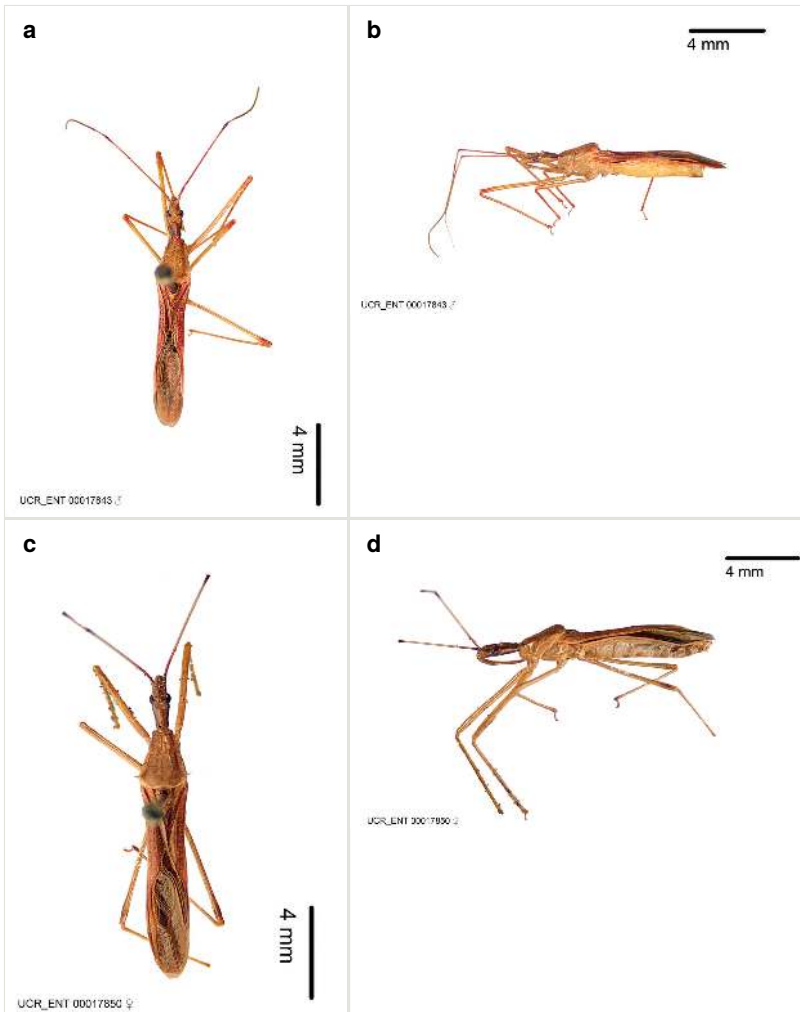 a
b
4 mm
UCR_ENT 00017843 ♂
4 mm
UCR_ENT 00017843 ♂
c
d
4 mm
UCR_ENT 00017850
4 mm
UCR_ENT 00017850 ♀